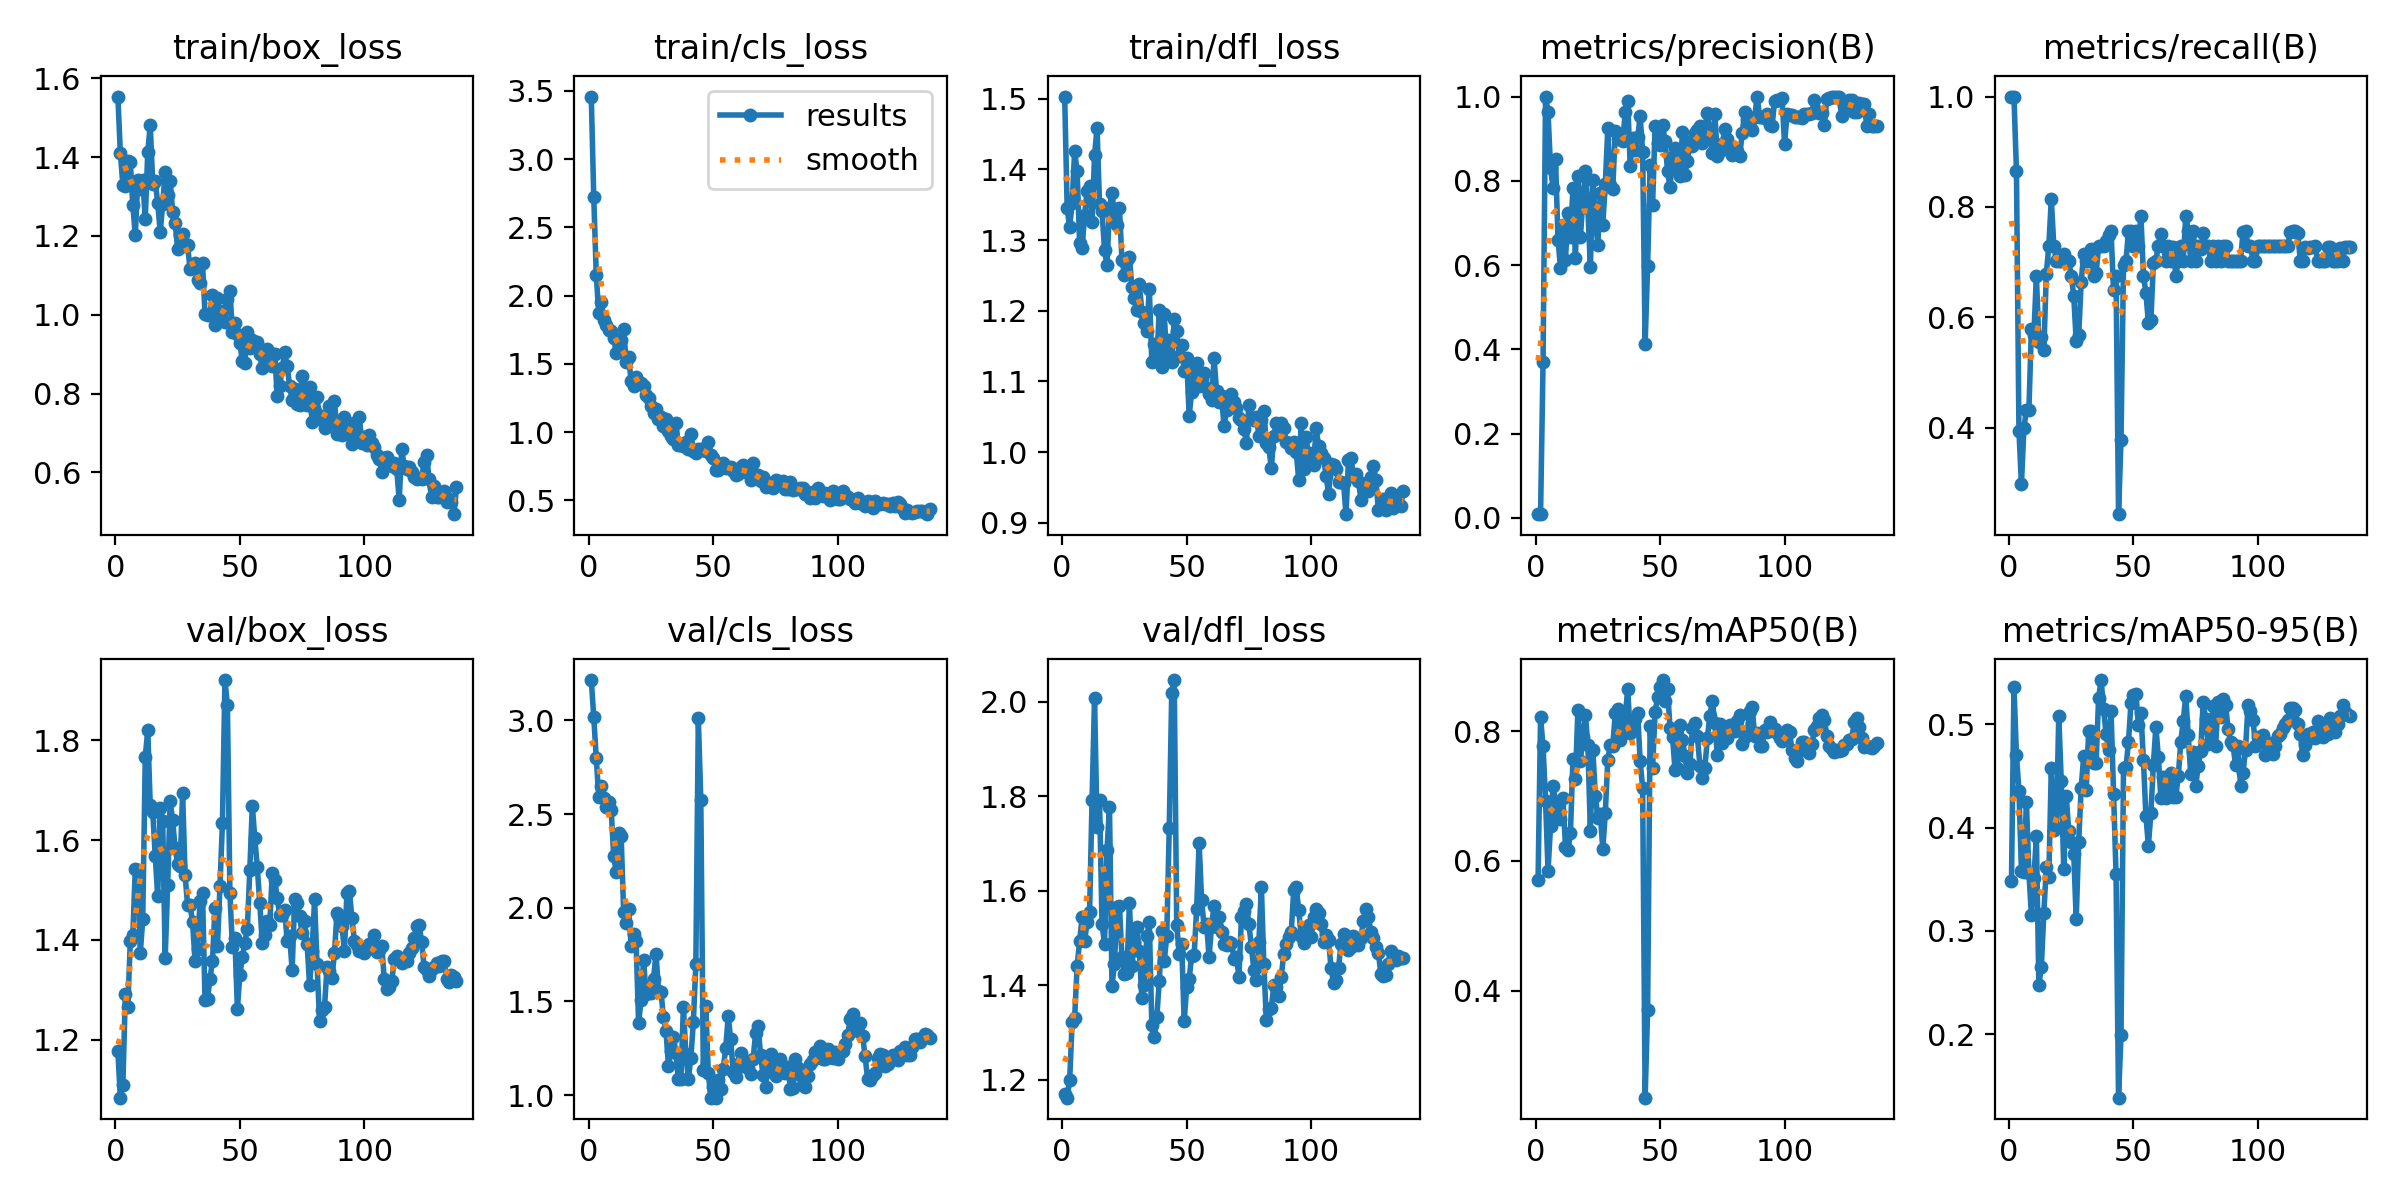 train/box_loss
1.6
1.4
1.2
1.0
0.8
0.6
0 50 100
train/cls_loss
results
smooth
3.5
3.0
2.5
2.0
1.5
1.0
0.5
0 50 100
train/dfl_loss
1.5
1.4
1.3
1.2
1.1
1.0
0.9
0 50 100
metrics/precision(B)
1.0
0.8
0.6
0.4
0.2
0.0
0 50 100
metrics/recall(B)
1.0
0.8
0.6
0.4
0 50 100
val/box_loss
1.8
1.6
1.4
1.2
0 50 100
val/cls_loss
3.0
2.5
2.0
1.5
1.0
0 50 100
val/dfl_loss
2.0
1.8
1.6
1.4
1.2
0 50 100
metrics/mAP50(B)
0.8
0.6
0.4
0 50 100
metrics/mAP50-95(B)
0.5
0.4
0.3
0.2
0 50 100